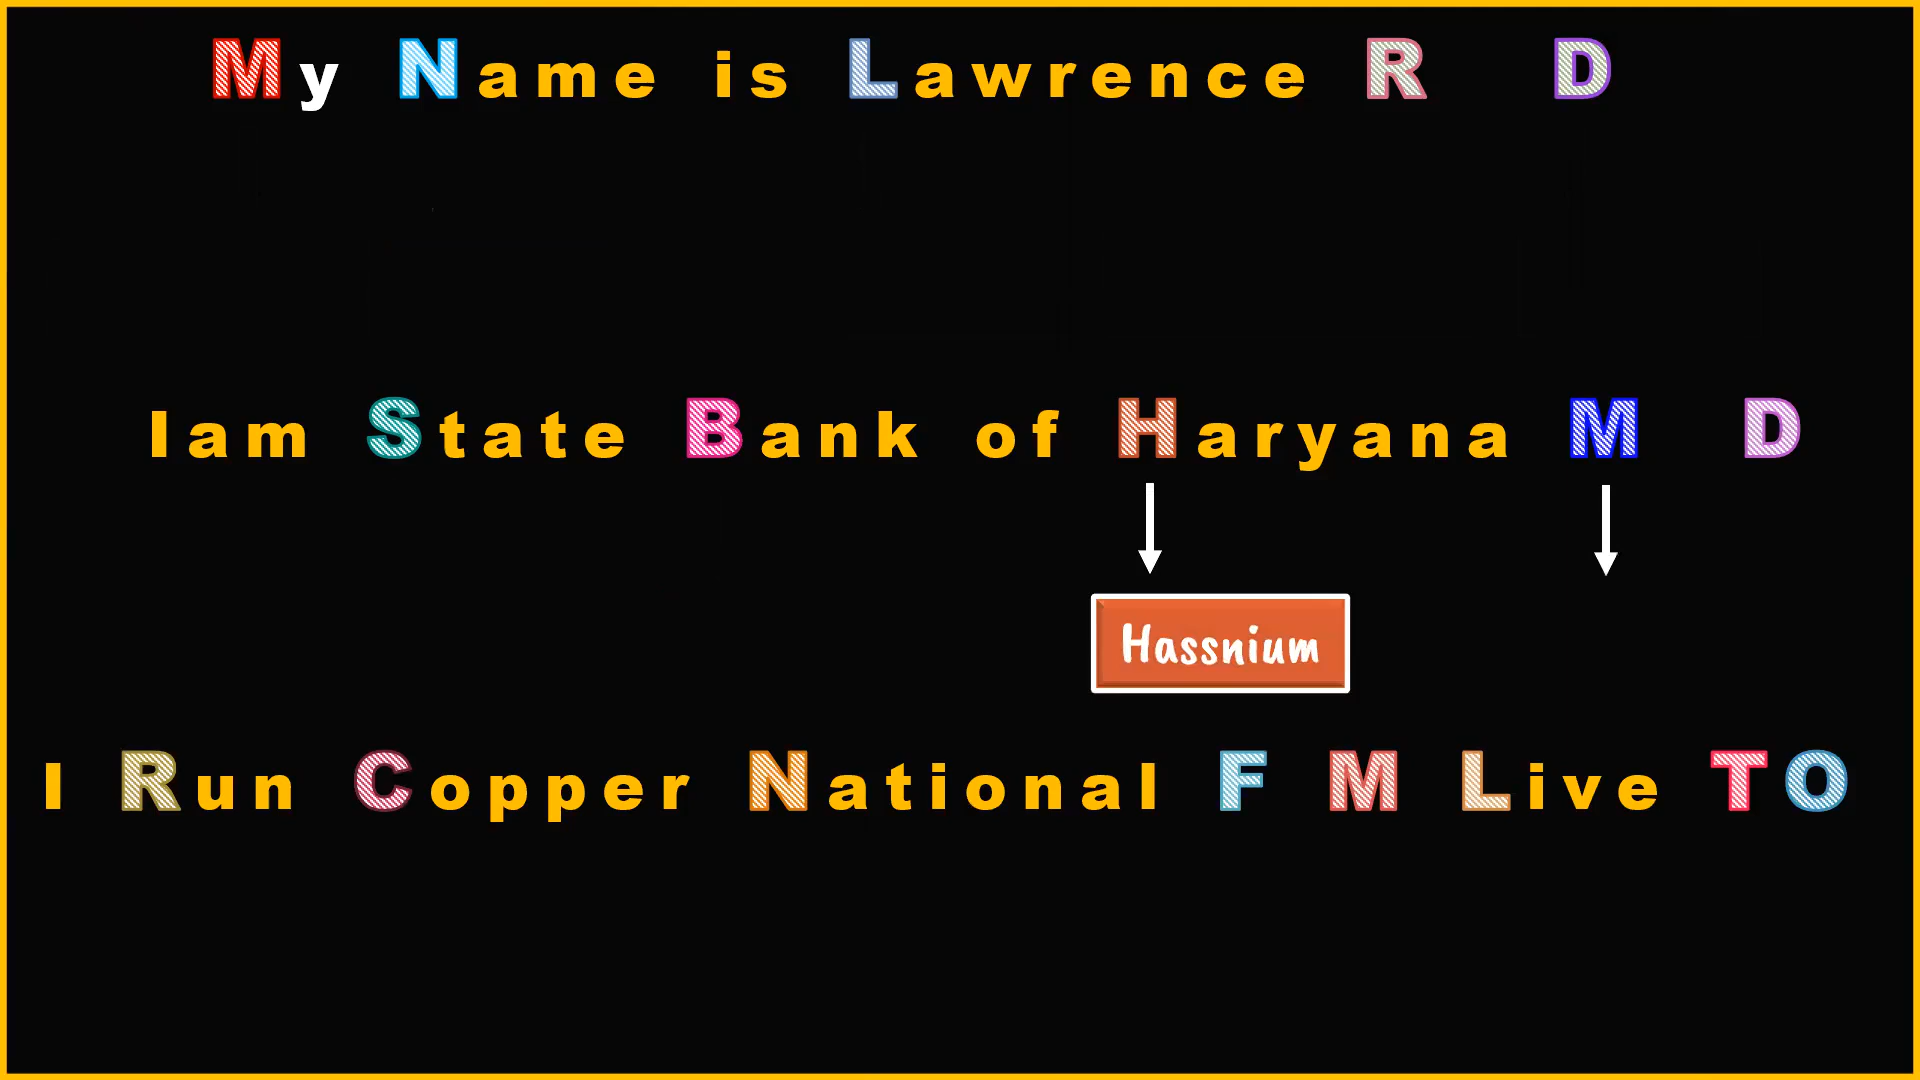 My Name is Lawrence R D
Iam State Bank of Haryana M D
Hassnium
I Run Copper National F M Live TO